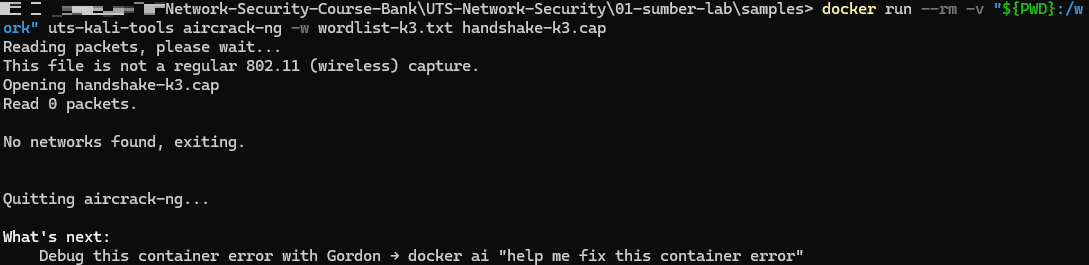 Network-Security-Course-Bank\UTS-Network-Security\01-sumber-lab\samples> docker run --rm -v "${PWD}:/w
ork" uts-kali-tools aircrack-ng -w wordlist-k3.txt handshake-k3.cap
Reading packets, please wait...
This file is not a regular 802.11 (wireless) capture.
Opening handshake-k3.cap
Read 0 packets.
No networks found, exiting.
Quitting aircrack-ng...
What's next:
Debug this container error with Gordon → docker ai "help me fix this container error"